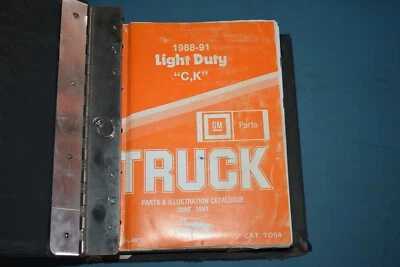 1988-91
Light Duty
"C,K"
GM
Parts
TRUCK
PARTS & ILLUSTRATION CATALOGUE
JUNE, 1991
CAT. TO54